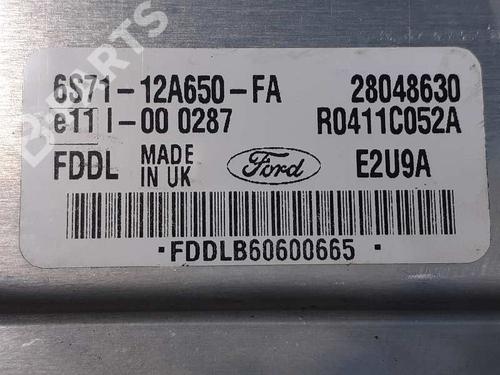 B-PARTS
6S71-12A650-FA 28048630
e11 I-00 0287 R0411C052A
FDDL MADE IN UK Ford E2U9A
·FDDLB60600665·